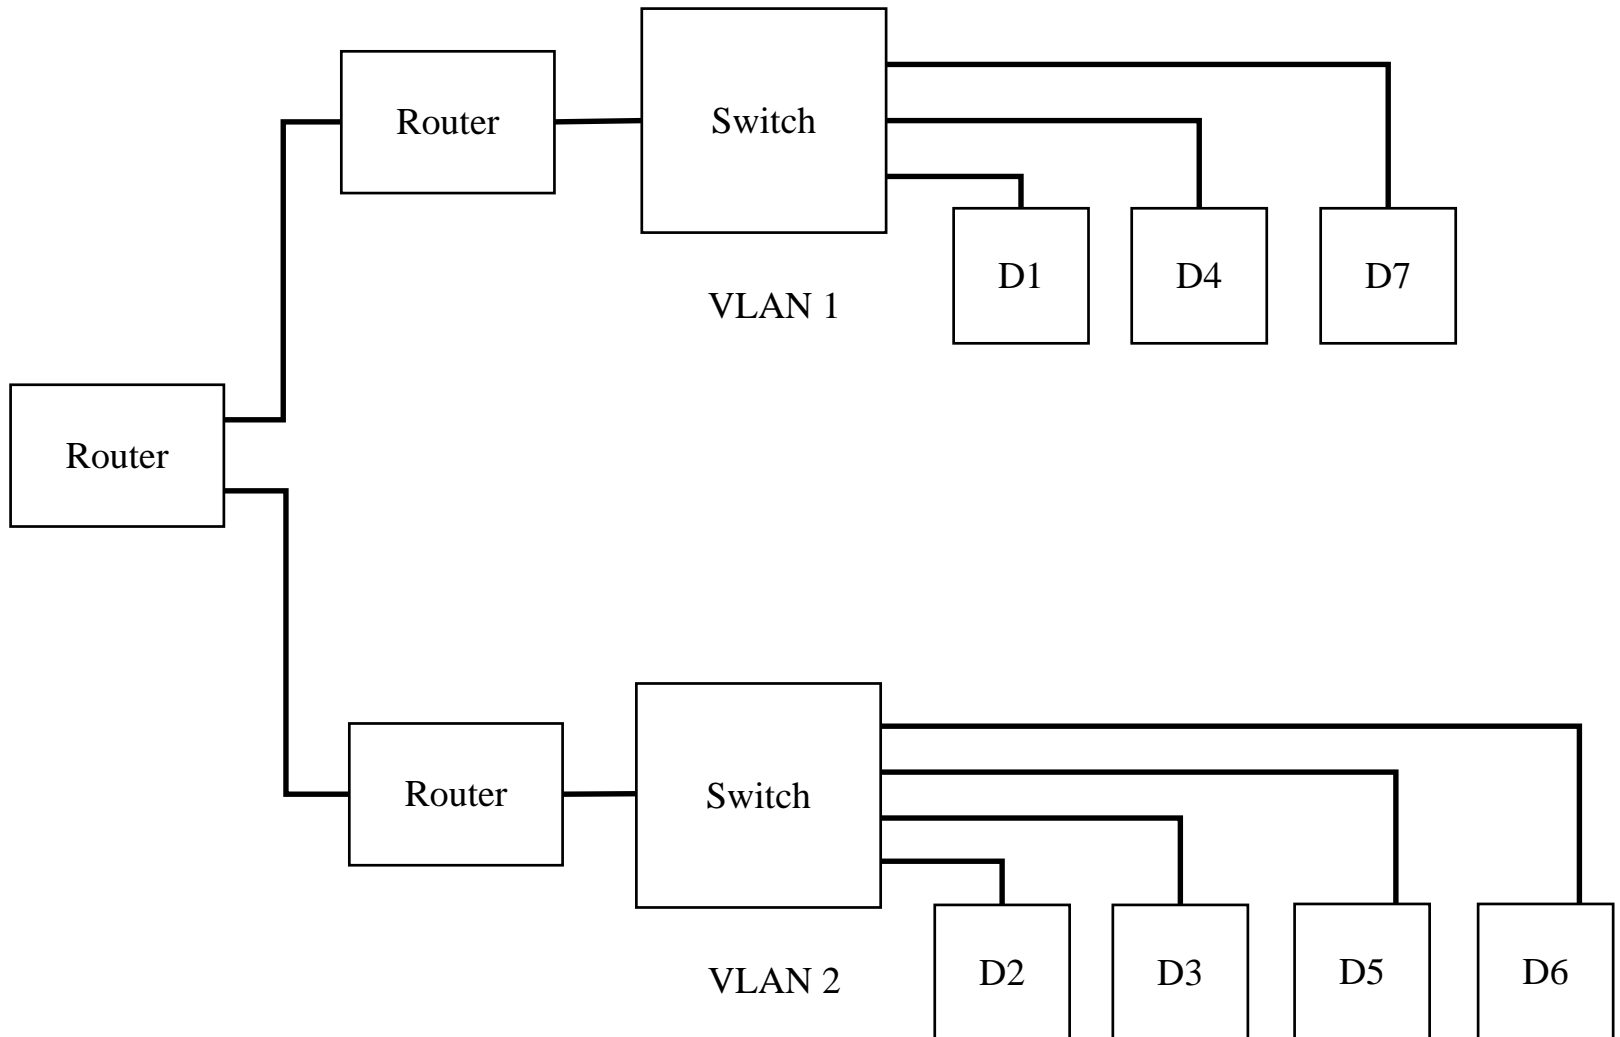 Router
Switch
D1
D4
D7
VLAN 1
Router
Router
Switch
D2
D3
D5
D6
VLAN 2